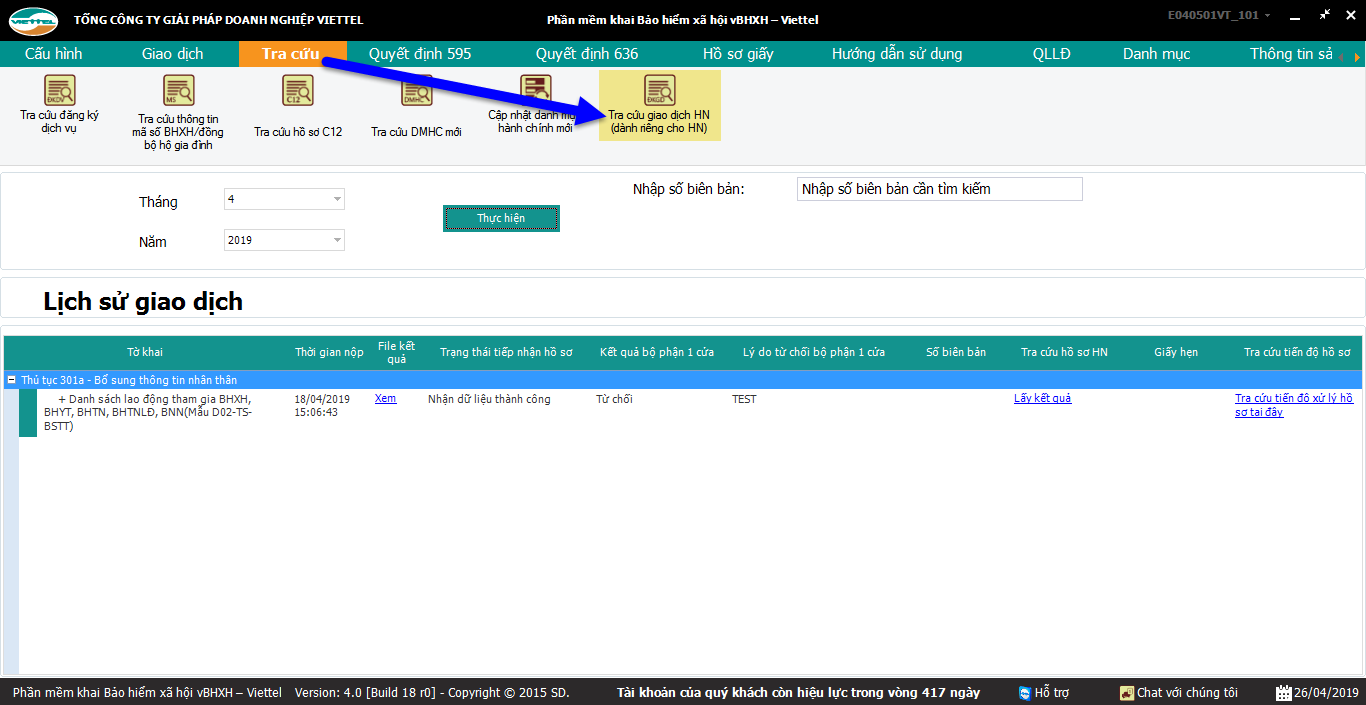 VIETTEL
TỔNG CÔNG TY GIẢI PHÁP DOANH NGHIỆP VIETTEL
Phần mềm khai Bảo hiểm xã hội vBHXH – Viettel
E040501VT_101
Cấu hình
Giao dịch
Tra cứu
Quyết định 595
Quyết định 636
Hồ sơ giấy
Hướng dẫn sử dụng
QLLĐ
Danh mục
Thông tin sả
ĐKDV
Tra cứu đăng ký
dịch vụ
MS
Tra cứu thông tin
mã số BHXH/đồng
bộ hộ gia đình
C12
Tra cứu hồ sơ C12
DMHC
Tra cứu DMHC mới
Cập nhật danh mụ
hành chính mới
ĐKGD
Tra cứu giao dịch HN
(dành riêng cho HN)
Tháng
4
Năm
2019
Thực hiện
Nhập số biên bản:
Nhập số biên bản cần tìm kiếm
Lịch sử giao dịch
Tờ khai
Thời gian nộp
File kết
quả
Trạng thái tiếp nhận hồ sơ
Kết quả bộ phận 1 cửa
Lý do từ chối bộ phận 1 cửa
Số biên bản
Tra cứu hồ sơ HN
Giấy hẹn
Tra cứu tiến độ hồ sơ
Thủ tục 301a - Bổ sung thông tin nhân thân
+ Danh sách lao động tham gia BHXH,
BHYT, BHTN, BHTNLĐ, BNN(Mẫu D02-TS-
BSTT)
18/04/2019
15:06:43
Xem
Nhận dữ liệu thành công
Từ chối
TEST
Lấy kết quả
Tra cứu tiến độ xử lý hồ
sơ tại đây
Phần mềm khai Bảo hiểm xã hội vBHXH – Viettel
Version: 4.0 [Build 18 r0] - Copyright © 2015 SD.
Tài khoản của quý khách còn hiệu lực trong vòng 417 ngày
Hỗ trợ
Chat với chúng tôi
26/04/2019